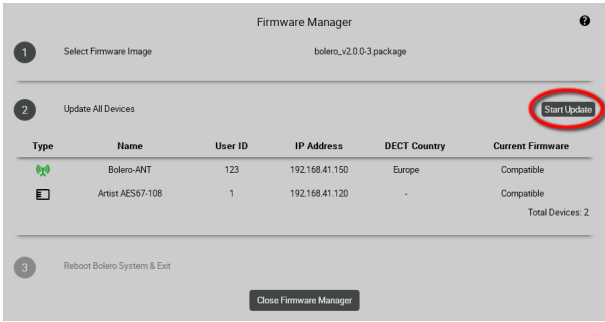 Firmware Manager
?
1 Select Firmware Image bolero_v2.0.0-3.package
2 Update All Devices Start Update
Type Name User ID IP Address DECT Country Current Firmware
Bolero-ANT 123 192.168.41.150 Europe Compatible
Artist AES67-108 1 192.168.41.120 - Compatible
Total Devices: 2
3 Reboot Bolero System & Exit
Close Firmware Manager